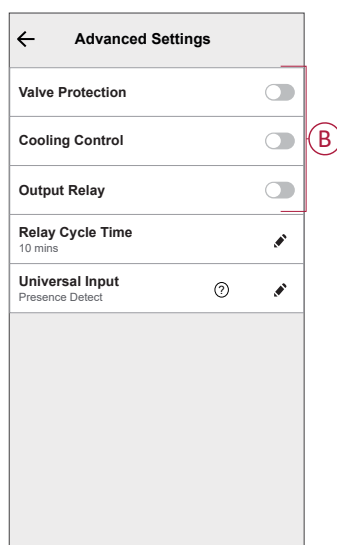 Advanced Settings
Valve Protection
Cooling Control
Output Relay
B
Relay Cycle Time
10 mins
Universal Input
Presence Detect
?